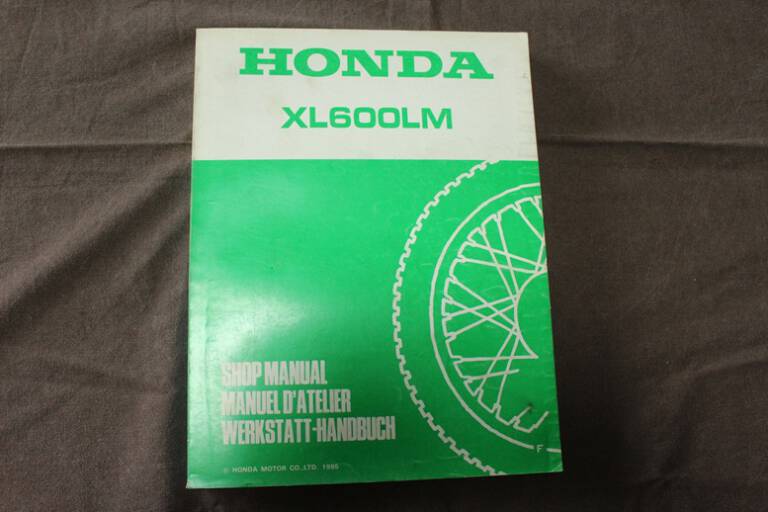 HONDA
XL600LM
SHOP MANUAL
MANUEL D'ATELIER
WERKSTATT-HANDBUCH
© HONDA MOTOR CO.,LTD. 1985
F